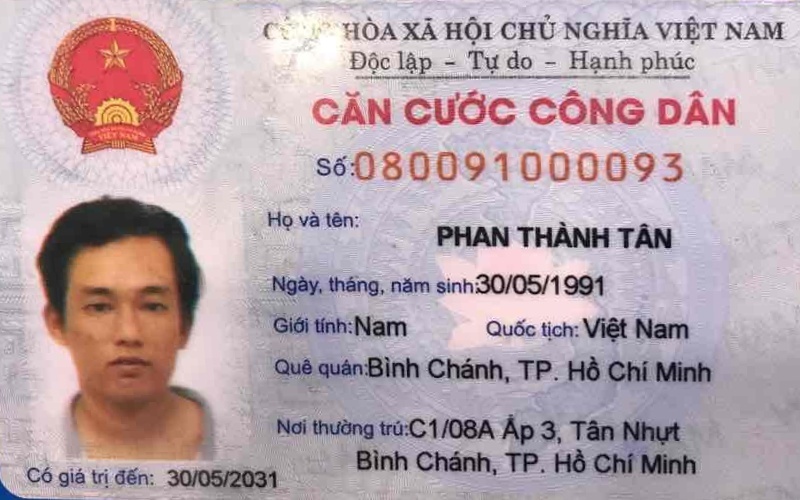 HÒA XÃ HỘI CHỦ NGHĨA VIỆT NAM
Độc lập - Tự do - Hạnh phúc
CĂN CƯỚC CÔNG DÂN
Số: 080091000093
Họ và tên:
PHAN THÀNH TÂN
Ngày, tháng, năm sinh: 30/05/1991
Giới tính: Nam Quốc tịch: Việt Nam
Quê quán: Bình Chánh, TP. Hồ Chí Minh
Nơi thường trú: C1/08A Ấp 3, Tân Nhựt
Bình Chánh, TP. Hồ Chí Minh
Có giá trị đến: 30/05/2031